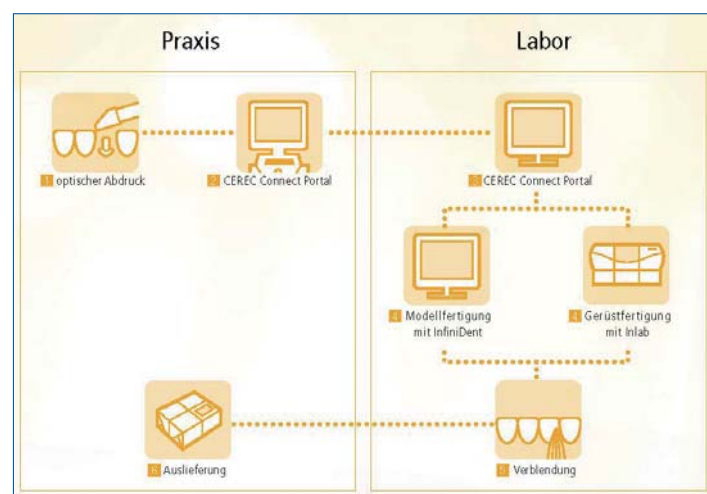 Praxis
Labor
1 optischer Abdruck
2 CEREC Connect Portal
3 CEREC Connect Portal
4 Modellfertigung
mit InfiniDent
4 Gerüstfertigung
mit Inlab
5 Verblendung
6 Auslieferung